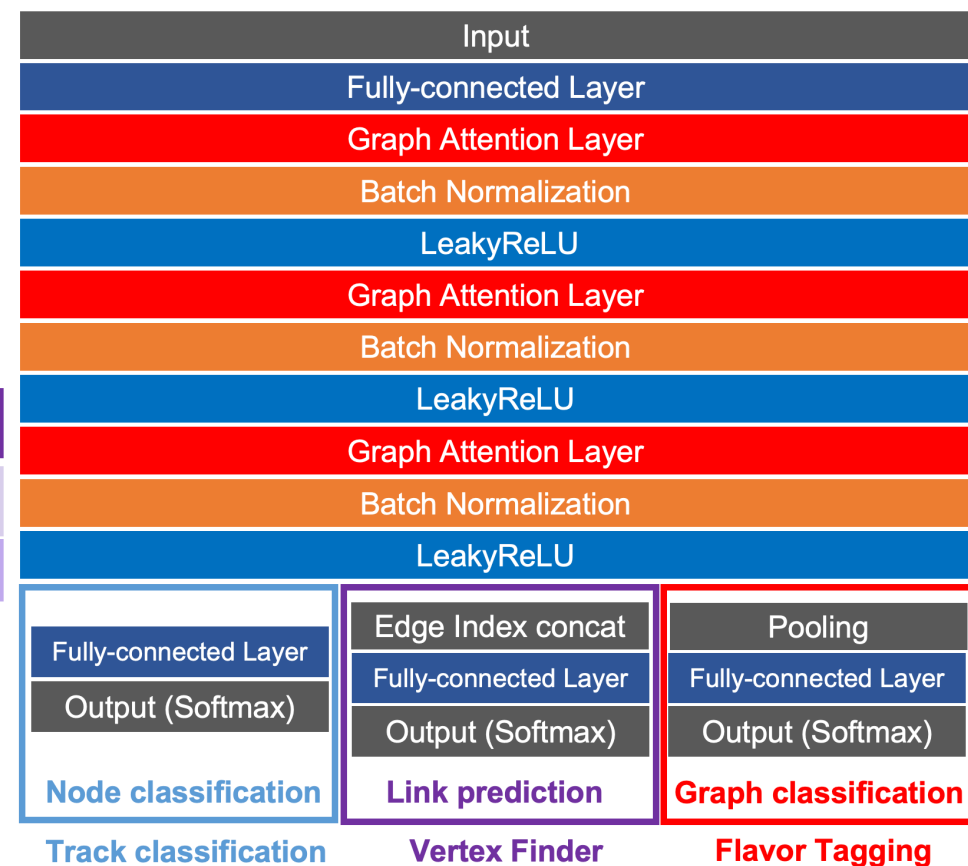 Input
Fully-connected Layer
Graph Attention Layer
Batch Normalization
LeakyReLU
Graph Attention Layer
Batch Normalization
LeakyReLU
Graph Attention Layer
Batch Normalization
LeakyReLU
Fully-connected Layer
Output (Softmax)
Node classification
Track classification
Edge Index concat
Fully-connected Layer
Output (Softmax)
Link prediction
Vertex Finder
Pooling
Fully-connected Layer
Output (Softmax)
Graph classification
Flavor Tagging